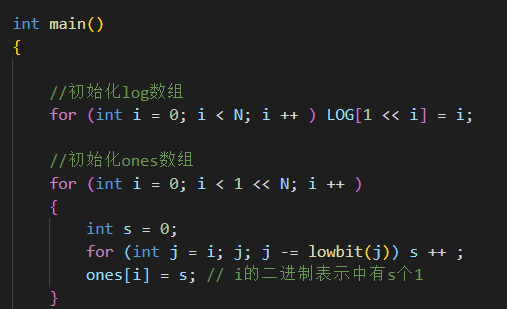 int main()
{
//初始化log数组
for (int i = 0; i < N; i ++ ) LOG[1 << i] = i;
//初始化ones数组
for (int i = 0; i < 1 << N; i ++ )
{
int s = 0;
for (int j = i; j; j -= lowbit(j)) s ++ ;
ones[i] = s; // i的二进制表示中有s个1
}